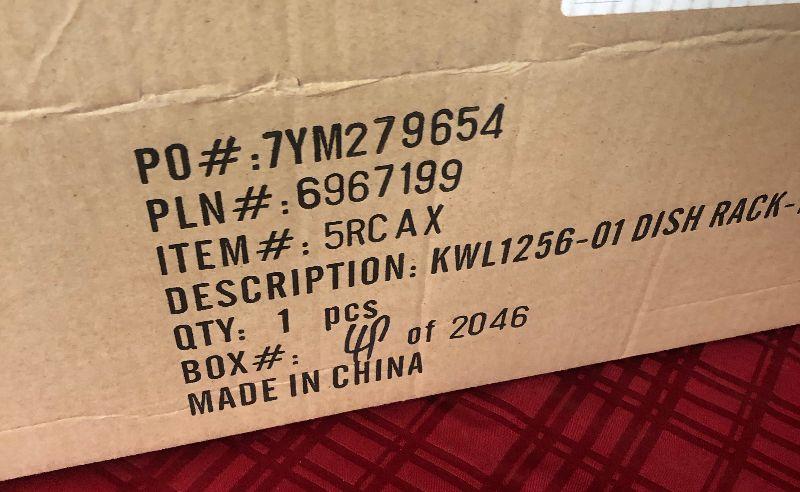 PO#:7YM279654
PLN#:6967199
ITEM#: 5RCAX
DESCRIPTION: KWL1256-01 DISH RACK-
QTY: 1 pcs
BOX#: of 2046
MADE IN CHINA